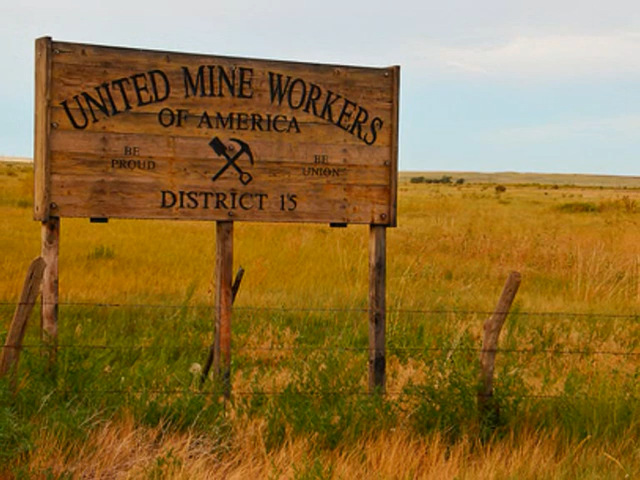 UNITED MINE WORKERS
OF AMERICA
BE
PROUD
BE
UNION
DISTRICT 15